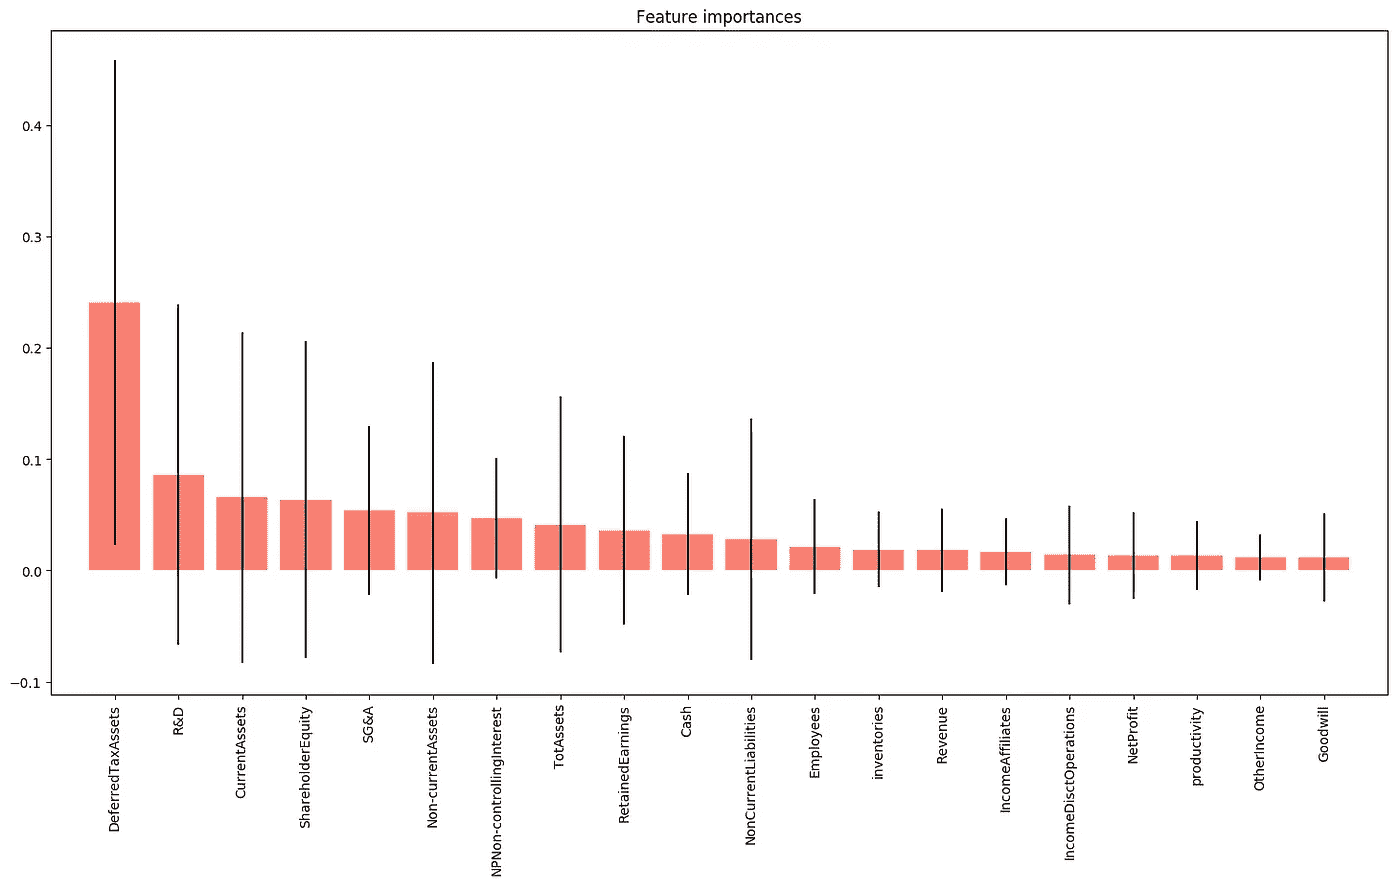 Feature importances
0.4
0.3
0.2
0.1
0.0
−0.1
DeferredTaxAssets
R&D
CurrentAssets
ShareholderEquity
SG&A
Non-currentAssets
NPNon-controllingInterest
TotAssets
RetainedEarnings
Cash
NonCurrentLiabilities
Employees
inventories
Revenue
IncomeAffiliates
IncomeDisctOperations
NetProfit
productivity
OtherIncome
Goodwill